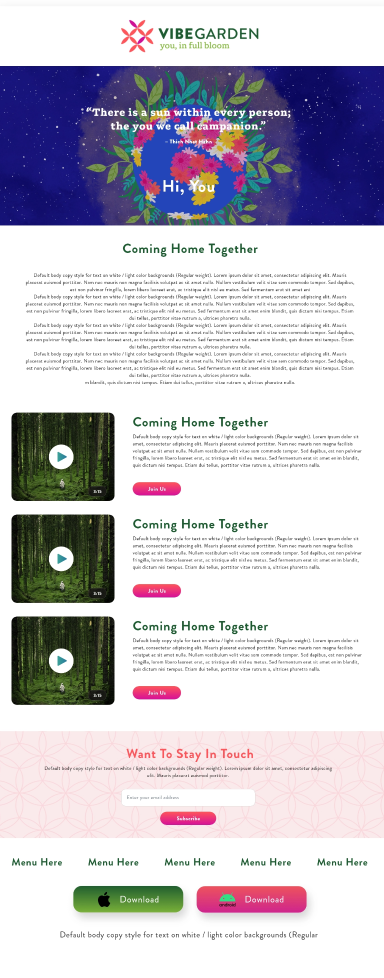 VIBEGARDEN
you, in full bloom
"There is a sun within every person;
the you we call campanion."
- Thich Nhat Hahn
Hi, You
Coming Home Together
Default body copy style for text on white / light color backgrounds (Regular weight). Lorem ipsum dolor sit amet, consectetur adipiscing elit. Mauris
placerat euismod porttitor. Nam nec mauris non magna facilisis volutpat ac sit amet nulla. Nullam vestibulum velit vitae sem commodo tempor. Sed dapibus,
est non pulvinar fringilla, lorem libero laoreet erat, ac tristique elit nisl eu metus. Sed fermentum erat sit amet ent
Default body copy style for text on white / light color backgrounds (Regular weight). Lorem ipsum dolor sit amet, consectetur adipiscing elit. Mauris
placerat euismod porttitor. Nam nec mauris non magna facilisis volutpat ac sit amet nulla. Nullam vestibulum velit vitae sem commodo tempor. Sed dapibus,
est non pulvinar fringilla, lorem libero laoreet erat, ac tristique elit nisl eu metus. Sed fermentum erat sit amet enim blandit, quis dictum nisi tempus. Etiam
dui tellus, porttitor vitae rutrum a, ultrices pharetra nulla.
Default body copy style for text on white / light color backgrounds (Regular weight). Lorem ipsum dolor sit amet, consectetur adipiscing elit. Mauris
placerat euismod porttitor. Nam nec mauris non magna facilisis volutpat ac sit amet nulla. Nullam vestibulum velit vitae sem commodo tempor. Sed dapibus,
est non pulvinar fringilla, lorem libero laoreet erat, ac tristique elit nisl eu metus. Sed fermentum erat sit amet enim blandit, quis dictum nisi tempus. Etiam
dui tellus, porttitor vitae rutrum a, ultrices pharetra nulla.
Default body copy style for text on white / light color backgrounds (Regular weight). Lorem ipsum dolor sit amet, consectetur adipiscing elit. Mauris
placerat euismod porttitor. Nam nec mauris non magna facilisis volutpat ac sit amet nulla. Nullam vestibulum velit vitae sem commodo tempor. Sed dapibus,
est non pulvinar fringilla, lorem libero laoreet erat, ac tristique elit nisl eu metus. Sed fermentum erat sit amet enim blandit, quis dictum nisi tempus. Etiam
dui tellus, porttitor vitae rutrum a, ultrices pharetra nulla.
m blandit, quis dictum nisi tempus. Etiam dui tellus, porttitor vitae rutrum a, ultrices pharetra nulla.
Coming Home Together
Default body copy style for text on white / light color backgrounds (Regular weight). Lorem ipsum dolor sit
amet, consectetur adipiscing elit. Mauris placerat euismod porttitor. Nam nec mauris non magna facilisis
volutpat ac sit amet nulla. Nullam vestibulum velit vitae sem commodo tempor. Sed dapibus, est non pulvinar
fringilla, lorem libero laoreet erat, ac tristique elit nisl eu metus. Sed fermentum erat sit amet enim blandit,
quis dictum nisi tempus. Etiam dui tellus, porttitor vitae rutrum a, ultrices pharetra nulla.
5:15
Join Us
Coming Home Together
Default body copy style for text on white / light color backgrounds (Regular weight). Lorem ipsum dolor sit
amet, consectetur adipiscing elit. Mauris placerat euismod porttitor. Nam nec mauris non magna facilisis
volutpat ac sit amet nulla. Nullam vestibulum velit vitae sem commodo tempor. Sed dapibus, est non pulvinar
fringilla, lorem libero laoreet erat, ac tristique elit nisl eu metus. Sed fermentum erat sit amet enim blandit,
quis dictum nisi tempus. Etiam dui tellus, porttitor vitae rutrum a, ultrices pharetra nulla.
5:15
Join Us
Coming Home Together
Default body copy style for text on white / light color backgrounds (Regular weight). Lorem ipsum dolor sit
amet, consectetur adipiscing elit. Mauris placerat euismod porttitor. Nam nec mauris non magna facilisis
volutpat ac sit amet nulla. Nullam vestibulum velit vitae sem commodo tempor. Sed dapibus, est non pulvinar
fringilla, lorem libero laoreet erat, ac tristique elit nisl eu metus. Sed fermentum erat sit amet enim blandit,
quis dictum nisi tempus. Etiam dui tellus, porttitor vitae rutrum a, ultrices pharetra nulla.
5:15
Join Us
Want To Stay In Touch
Default body copy style for text on white / light color backgrounds (Regular weight). Lorem ipsum dolor sit amet, consectetur adipiscing
elit. Mauris placerat euismod porttitor.
Enter your email address
Subscribe
Menu Here Menu Here Menu Here Menu Here Menu Here
Download
android
Download
Default body copy style for text on white / light color backgrounds (Regular